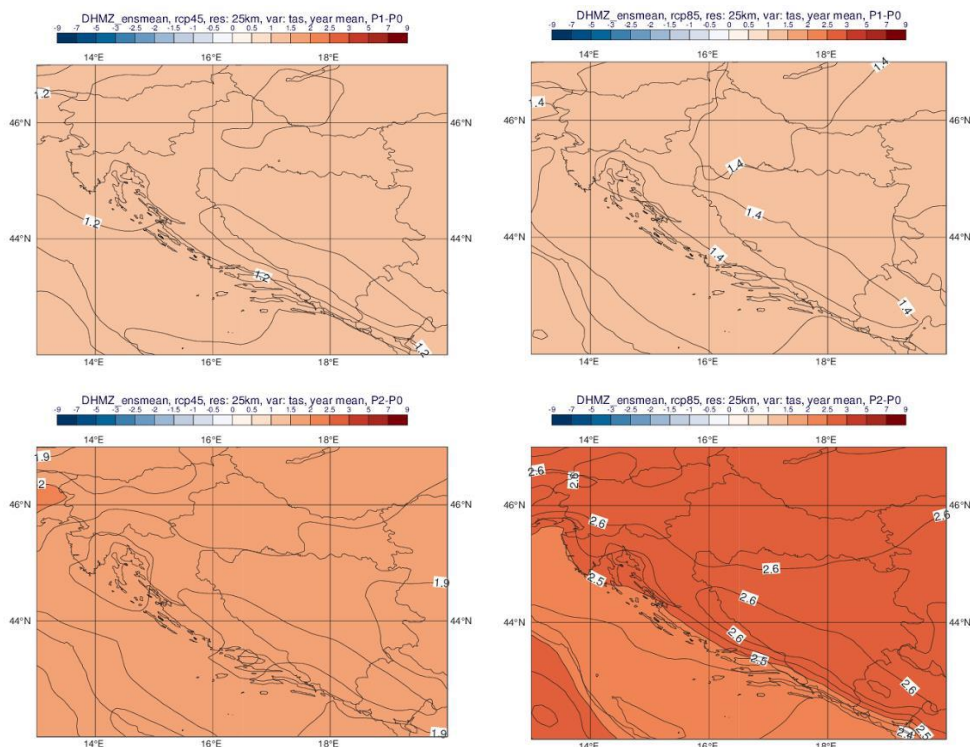 DHMZ_ensmean, rcp45, res: 25km, var: tas, year mean, P1-P0
-9 -7 -5 -3 -2.5 -2 -1.5 -1 -0.5 0 0.5 1 1.5 2 2.5 3 5 7 9
14°E 16°E 18°E
1.2
46°N
1.2
44°N
1.2
1.2
14°E 16°E 18°E
DHMZ_ensmean, rcp85, res: 25km, var: tas, year mean, P1-P0
-9 -7 -5 -3 -2.5 -2 -1.5 -1 -0.5 0 0.5 1 1.5 2 2.5 3 5 7 9
14°E 16°E 18°E
1.4
1.4
46°N
1.4
1.4
44°N
1.4
1.4
14°E 16°E 18°E
DHMZ_ensmean, rcp45, res: 25km, var: tas, year mean, P2-P0
-9 -7 -5 -3 -2.5 -2 -1.5 -1 -0.5 0 0.5 1 1.5 2 2.5 3 5 7 9
14°E 16°E 18°E
1.9
2
46°N
1.9
44°N
1.9
14°E 16°E 18°E
DHMZ_ensmean, rcp85, res: 25km, var: tas, year mean, P2-P0
-9 -7 -5 -3 -2.5 -2 -1.5 -1 -0.5 0 0.5 1 1.5 2 2.5 3 5 7 9
14°E 16°E 18°E
2.6
2.6
46°N
2.6
2.6
2.6
2.5
2.6
44°N
2.6
2.5
2.6
2.4
2.5
14°E 16°E 18°E